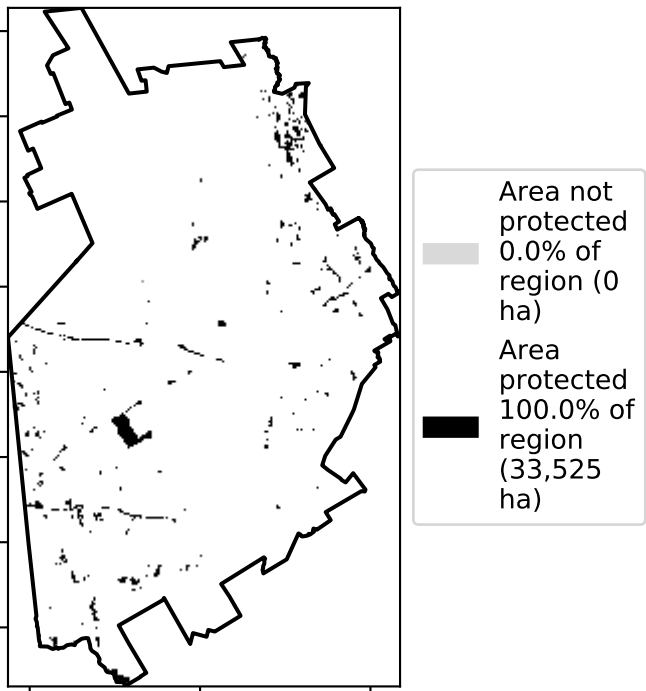 Area not
protected
0.0% of
region (0
ha)
Area
protected
100.0% of
region
(33,525
ha)